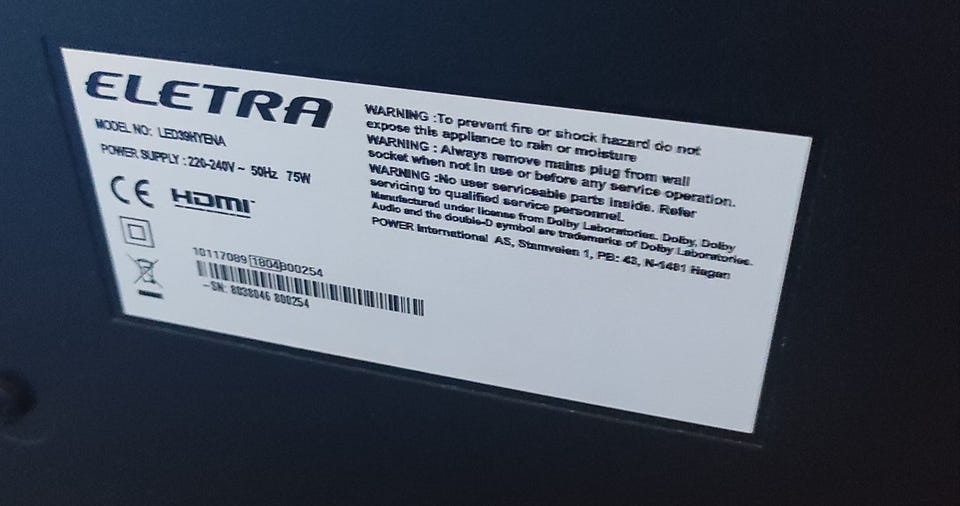 ELETRA
MODEL NO: LED39HYENA
POWER SUPPLY : 220-240V~ 50Hz 75W
CE HDMI
10117089 1804 800254
-SN: 8038046 800254
WARNING :To prevent fire or shock hazard do not
expose this appliance to rain or moisture
WARNING : Always remove mains plug from wall
socket when not in use or before any service operation.
WARNING :No user serviceable parts inside. Refer
servicing to qualified service personnel.
Manufactured under license from Dolby Laboratories. Dolby, Dolby
Audio and the double-D symbol are trademarks of Dolby Laboratories.
POWER International AS, Stamveien 1, PB: 43, N-1481 Hagan